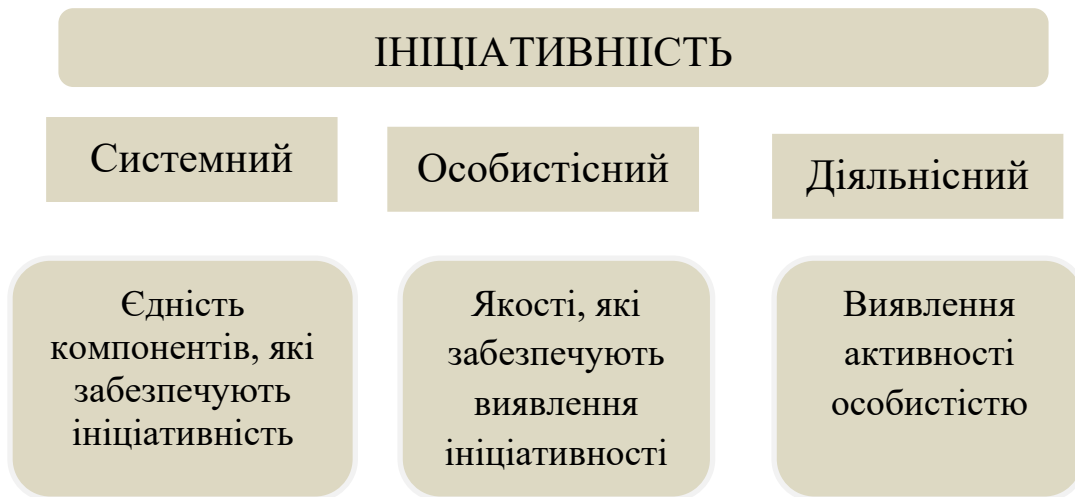 ІНІЦІАТИВНІІСТЬ
Системний
Особистісний
Діяльнісний
Єдність
компонентів, які
забезпечують
ініціативність
Якості, які
забезпечують
виявлення
ініціативності
Виявлення
активності
особистістю